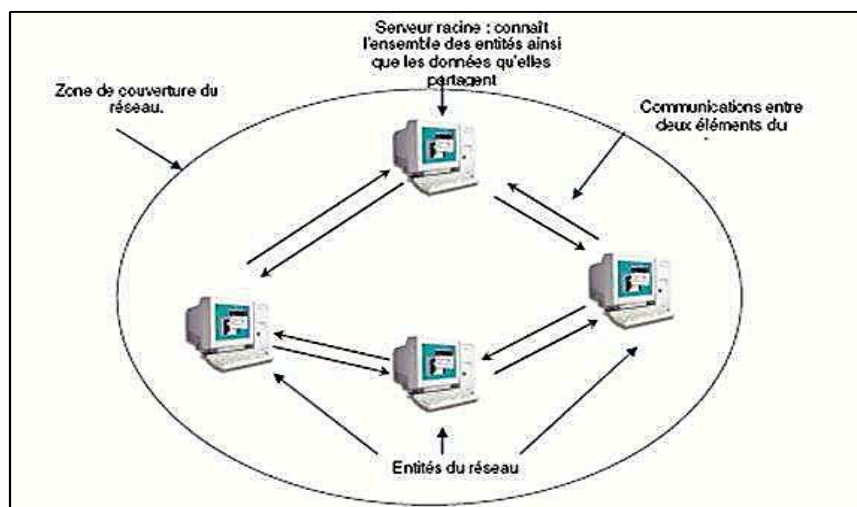 Serveur racine : connaît
l'ensemble des entités ainsi
que les données qu'elles
partagent
Zone de couverture du
réseau.
Communications entre
deux éléments du
Entités du réseau